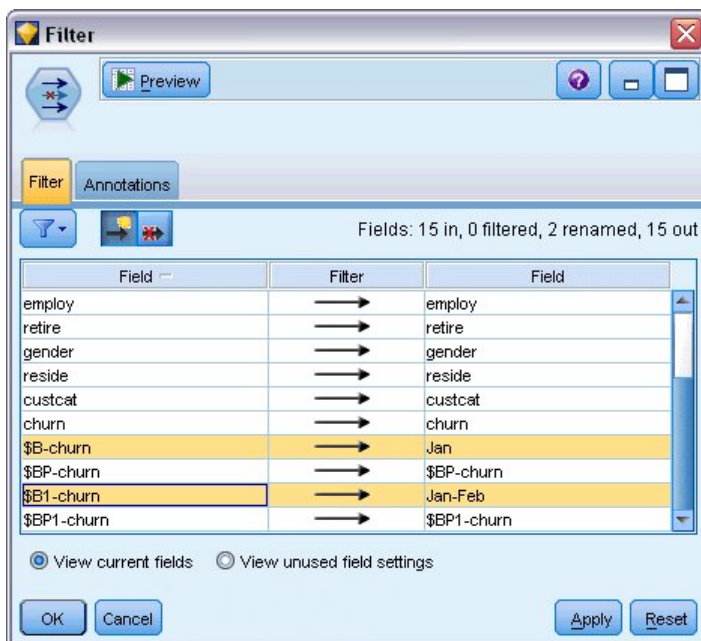 Filter
Preview
Filter Annotations
Fields: 15 in, 0 filtered, 2 renamed, 15 out
Field Filter Field
employ employ
retire retire
gender gender
reside reside
custcat custcat
churn churn
$B-churn Jan
$BP-churn $BP-churn
$B1-churn Jan-Feb
$BP1-churn $BP1-churn
View current fields View unused field settings
OK Cancel Apply Reset